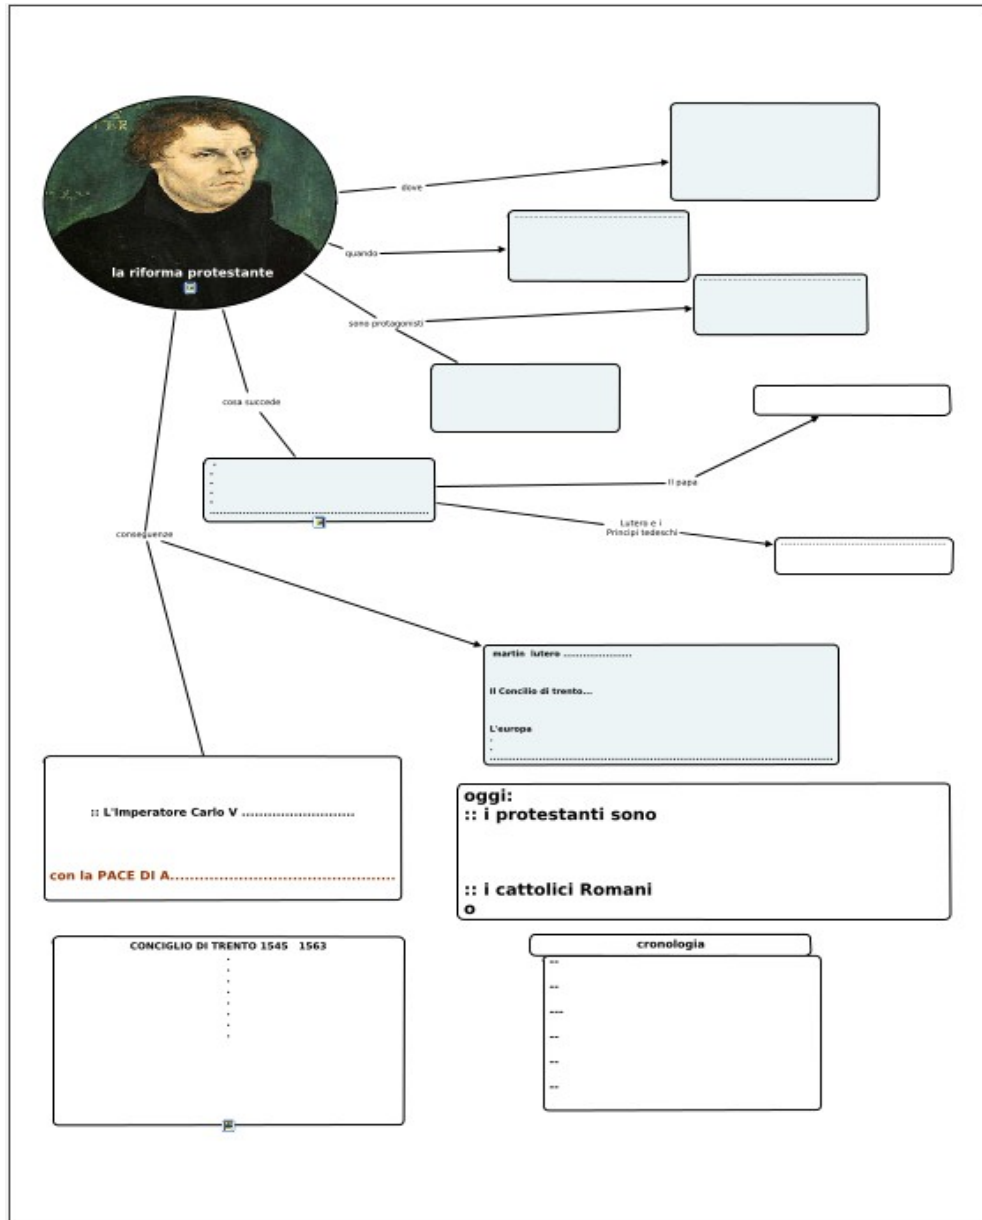 la riforma protestante
dove
quando
sono protagonisti
cosa succede
Il papa
Lutero e i
Principi tedeschi
conseguenze
martin lutero ...................
Il Concilio di trento...
L'europa
:: L'Imperatore Carlo V ............................
con la PACE DI A.............................................
oggi:
:: i protestanti sono
:: i cattolici Romani
o
CONCIGLIO DI TRENTO 1545 1563
cronologia
--
--
---
--
--
--